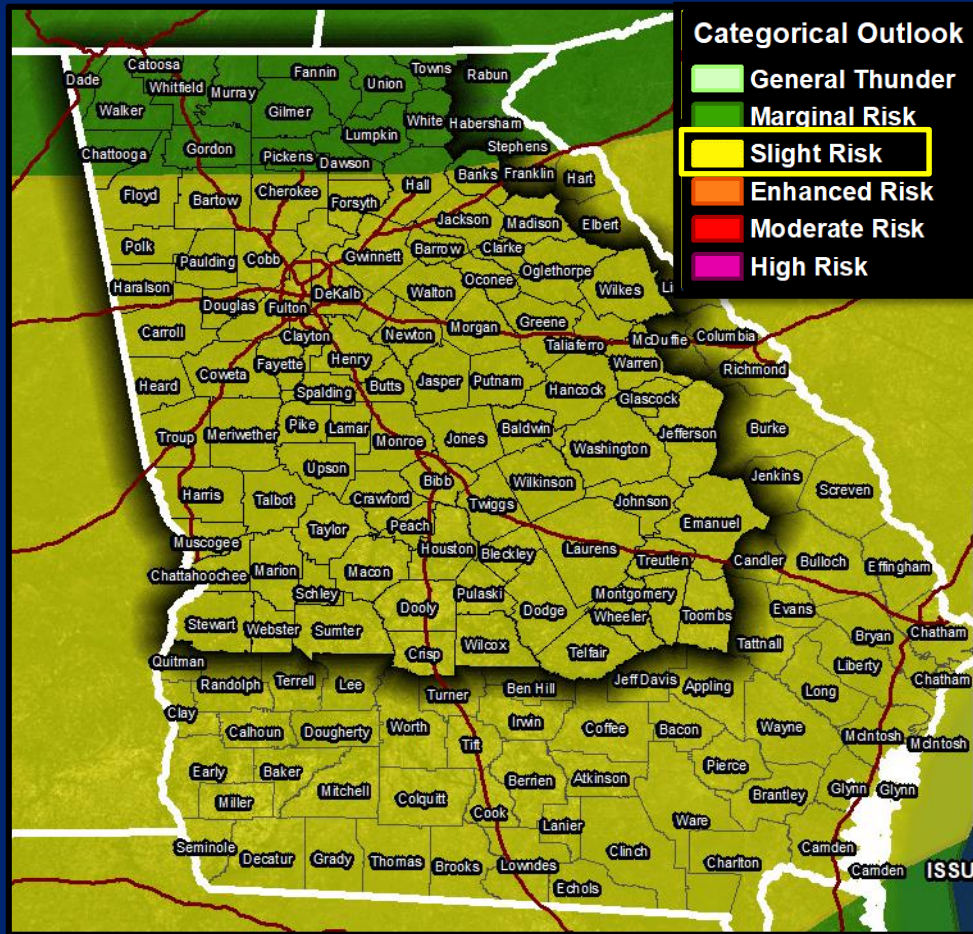 Categorical Outlook
General Thunder
Marginal Risk
Slight Risk
Enhanced Risk
Moderate Risk
High Risk
Dade
Catoosa
Whitfield
Murray
Fannin
Union
Towns
Rabun
Walker
Gilmer
Lumpkin
White
Habersham
Chattooga
Gordon
Pickens
Dawson
Stephens
Floyd
Bartow
Cherokee
Forsyth
Hall
Banks
Franklin
Hart
Jackson
Madison
Elbert
Polk
Paulding
Cobb
Gwinnett
Barrow
Clarke
Oconee
Oglethorpe
Haralson
Douglas
Fulton
DeKalb
Walton
Wilkes
Li
Carroll
Clayton
Newton
Morgan
Greene
Taliaferro
McDuffie
Columbia
Heard
Coweta
Fayette
Henry
Spalding
Butts
Jasper
Putnam
Hancock
Warren
Glascock
Richmond
Troup
Meriwether
Pike
Lamar
Monroe
Jones
Baldwin
Washington
Jefferson
Burke
Upson
Bibb
Wilkinson
Jenkins
Screven
Harris
Talbot
Crawford
Twiggs
Johnson
Emanuel
Muscogee
Taylor
Peach
Houston
Bleckley
Laurens
Treutlen
Candler
Bulloch
Effingham
Chattahoochee
Marion
Macon
Schley
Dooly
Pulaski
Dodge
Montgomery
Wheeler
Toombs
Evans
Stewart
Webster
Sumter
Crisp
Wilcox
Telfair
Tattnall
Bryan
Chatham
Liberty
Chatham
Quitman
Randolph
Terrell
Lee
Turner
Ben Hill
Jeff Davis
Appling
Long
Clay
Calhoun
Dougherty
Worth
Tift
Irwin
Coffee
Bacon
Wayne
McIntosh
McIntosh
Early
Baker
Miller
Mitchell
Colquitt
Berrien
Atkinson
Pierce
Brantley
Glynn
Glynn
Cook
Lanier
Ware
Seminole
Decatur
Grady
Thomas
Brooks
Lowndes
Clinch
Charlton
Camden
Camden
Echols
ISSU